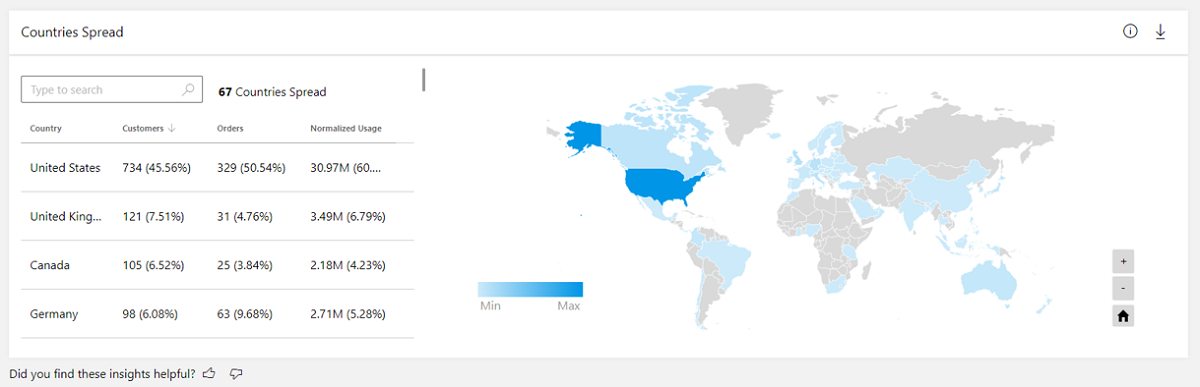 Countries Spread
Type to search
67 Countries Spread
Country Customers ↓ Orders Normalized Usage
United States 734 (45.56%) 329 (50.54%) 30.97M (60....
United King... 121 (7.51%) 31 (4.76%) 3.49M (6.79%)
Canada 105 (6.52%) 25 (3.84%) 2.18M (4.23%)
Germany 98 (6.08%) 63 (9.68%) 2.71M (5.28%)
Min Max
+
-
Did you find these insights helpful?